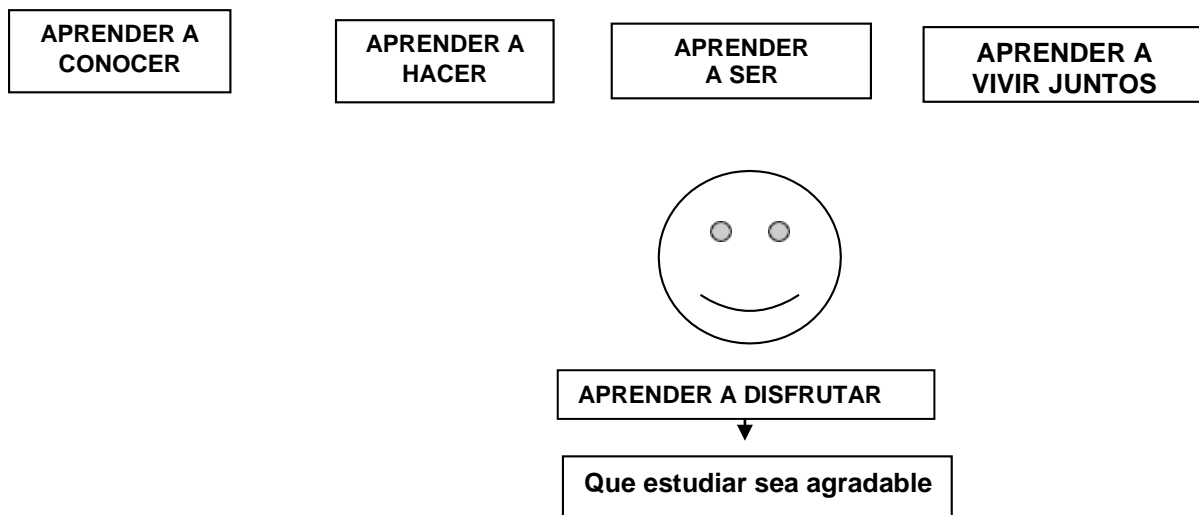 APRENDER A
CONOCER
APRENDER A
HACER
APRENDER
A SER
APRENDER A
VIVIR JUNTOS
APRENDER A DISFRUTAR
Que estudiar sea agradable